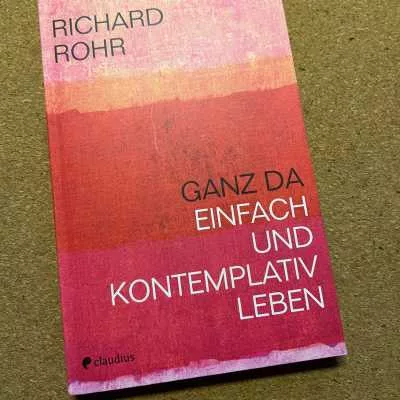 RICHARD
ROHR
GANZ DA
EINFACH
UND
KONTEMPLATIV
LEBEN
claudius